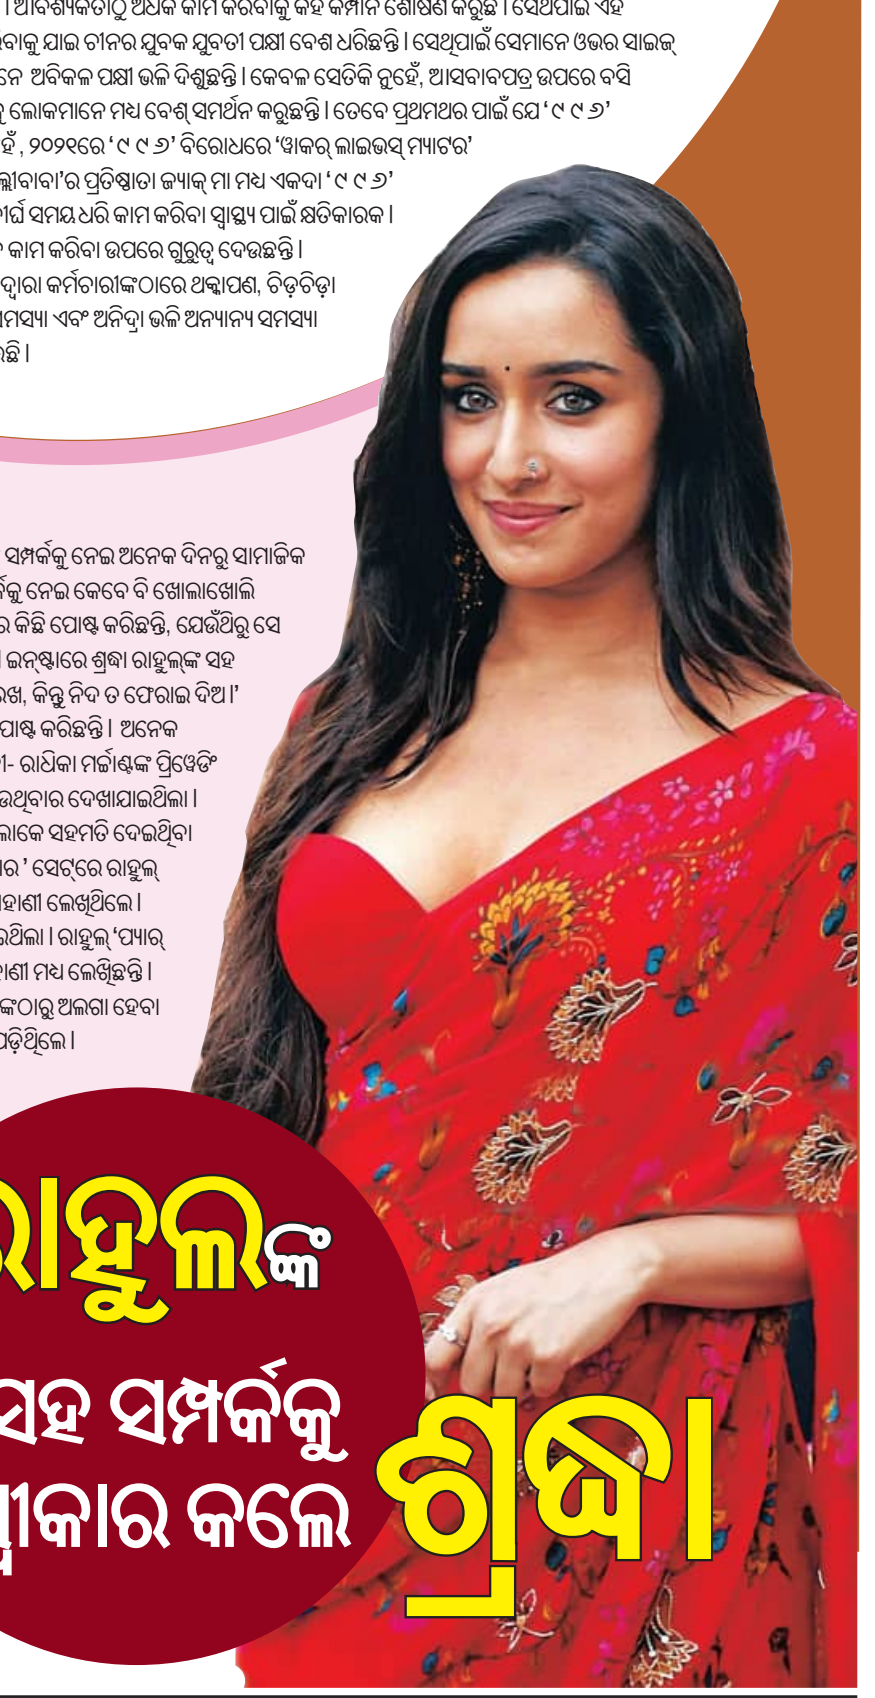 । ଆବଶ୍ୟକତାଠୁ ଅଧିକ କାମ କରିବାକୁ କହି କମ୍ପାନି ଶୋଷଣ କରୁଛି । ସେଥିପାଇଁ ଏହି
ଯାଇ ଚୀନର ଯୁବକ ଯୁବତୀ ପକ୍ଷୀ ବେଶ ଧରିଛନ୍ତି । ସେଥିପାଇଁ ସେମାନେ ଓଭର ସାଇଜ୍
ଅବିକଳ ପକ୍ଷୀ ଭଳି ଦିଶୁଛନ୍ତି । କେବଳ ସେତିକି ନୁହେଁ, ଆସବାବପତ୍ର ଉପରେ ବସି
ଲୋକମାନେ ମଧ୍ୟ ବେଶ୍ ସମର୍ଥନ କରୁଛନ୍ତି । ତେବେ ପ୍ରଥମଥର ପାଇଁ ଯେ ‘୯ ୯ ୬’
, ୨୦୨୧ରେ ‘୯ ୯ ୬’ ବିରୋଧରେ ‘ୱାକର୍ ଲାଇଭସ୍ ମ୍ୟାଟର’
ପ୍ରତିଷ୍ଠାତା ଜ୍ୟାକ୍ ମା ମଧ୍ୟ ଏକଦା ‘୯ ୯ ୬’
ସମୟ ଧରି କାମ କରିବା ସ୍ୱାସ୍ଥ୍ୟ ପାଇଁ କ୍ଷତିକାରକ ।
କାମ କରିବା ଉପରେ ଗୁରୁତ୍ୱ ଦେଉଛନ୍ତି ।
ଦ୍ୱାରା କର୍ମଚାରୀଙ୍କଠାରେ ଥକ୍କାପଣ, ଚିଡ଼ଚିଡ଼ା
ଏବଂ ଅନିଦ୍ରା ଭଳି ଅନ୍ୟାନ୍ୟ ସମସ୍ୟା
।
ସମ୍ପର୍କକୁ ନେଇ ଅନେକ ଦିନରୁ ସାମାଜିକ
ନେଇ କେବେ ବି ଖୋଲାଖୋଲି
କିଛି ପୋଷ୍ଟ କରିଛନ୍ତି, ଯେଉଁଥିରୁ ସେ
। ଇନ୍‌ଷ୍ଟାରେ ଶ୍ରଦ୍ଧା ରାହୁଲ୍‌ଙ୍କ ସହ
କିନ୍ତୁ ନିଦ ତ ଫେରାଇ ଦିଅ ।’
କରିଛନ୍ତି । ଅନେକ
- ରାଧିକା ମର୍ଚ୍ଚାଣ୍ଟଙ୍କ ପ୍ରିୱେଡିଂ
ଦେଖାଯାଇଥିଲା ।
ସହମତି ଦେଇଥିବା
’ ସେଟ୍‌ରେ ରାହୁଲ୍
ଲେଖିଥିଲେ ।
। ରାହୁଲ୍ ‘ପ୍ୟାର୍
ମଧ୍ୟ ଲେଖିଛନ୍ତି ।
ଅଲଗା ହେବା
।
ରାହୁଲଙ୍କ
ସହ ସମ୍ପର୍କକୁ
ସ୍ୱୀକାର କଲେ ଶ୍ରଦ୍ଧା